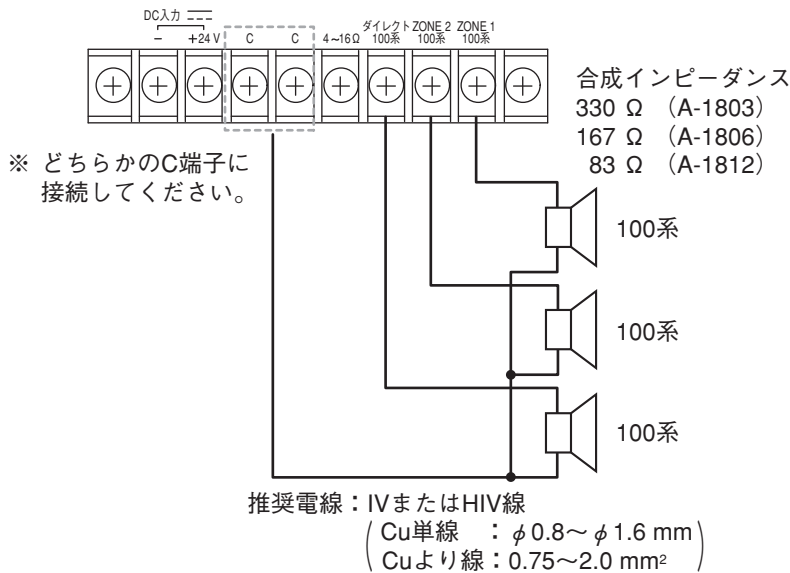 DC入力
− +24 V C C 4～16Ω ダイレクト 100系 ZONE 2 100系 ZONE 1 100系
合成インピーダンス
330 Ω （A-1803）
167 Ω （A-1806）
83 Ω （A-1812）
※ どちらかのC端子に
接続してください。
100系
100系
100系
推奨電線：IVまたはHIV線
Cu単線 ：φ0.8～φ1.6 mm
Cuより線：0.75～2.0 mm²